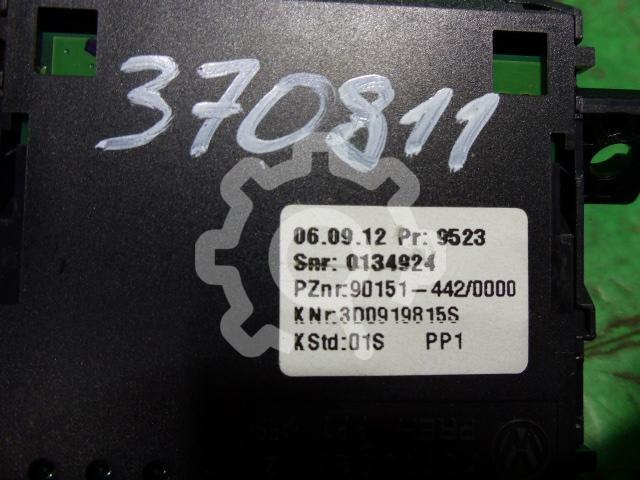 370811
06.09.12 Pr: 9523
Snr: 0134924
PZnr:90151-442/0000
KNr:3D0919815S
KStd:01S PP1